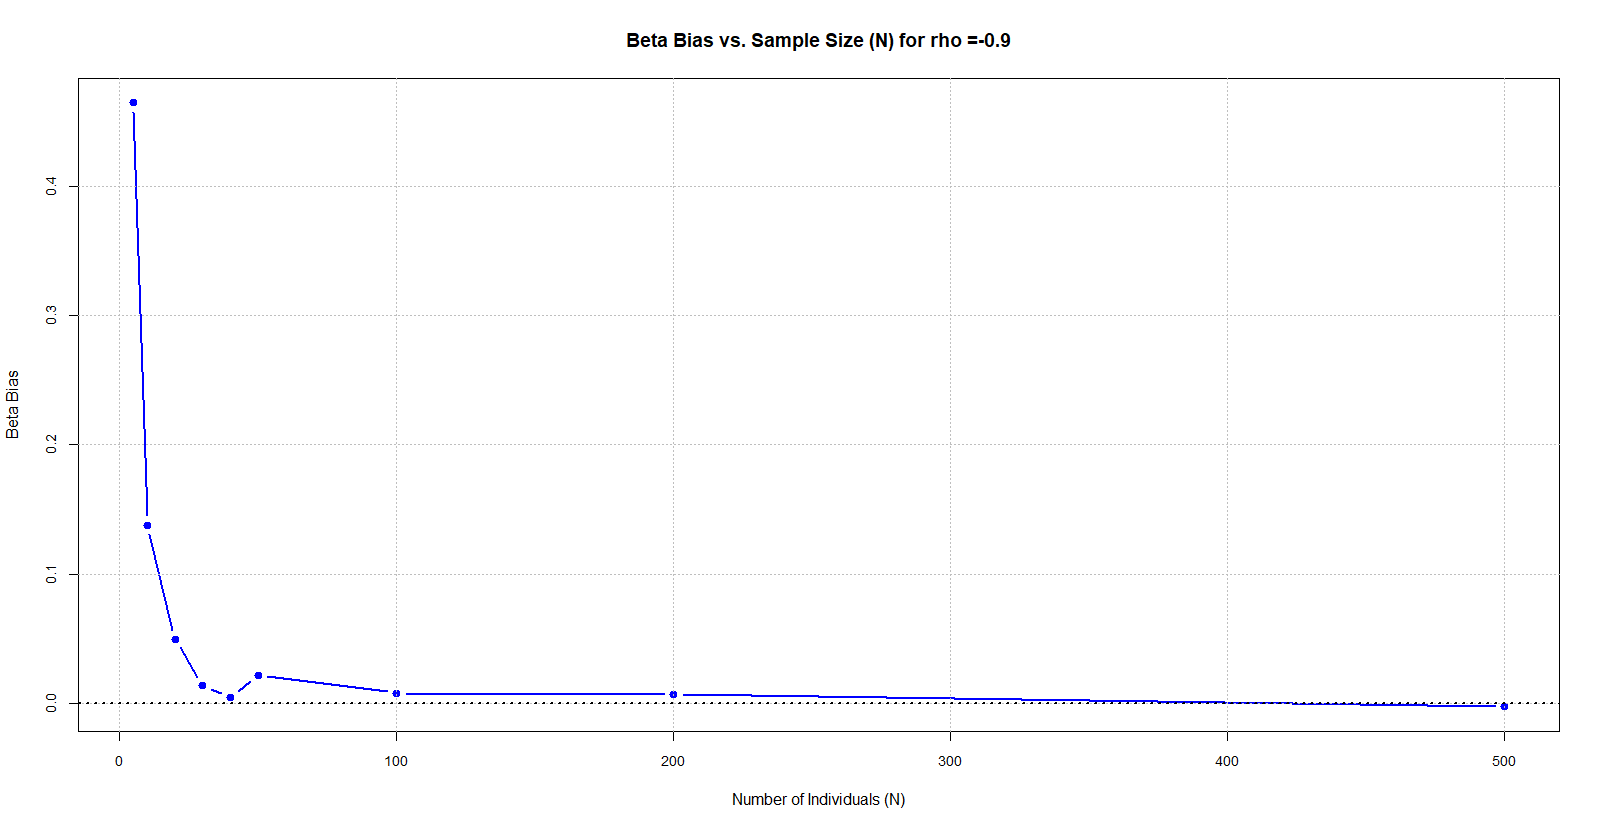 Beta Bias vs. Sample Size (N) for rho =-0.9
Beta Bias
0.4
0.3
0.2
0.1
0.0
0 100 200 300 400 500
Number of Individuals (N)